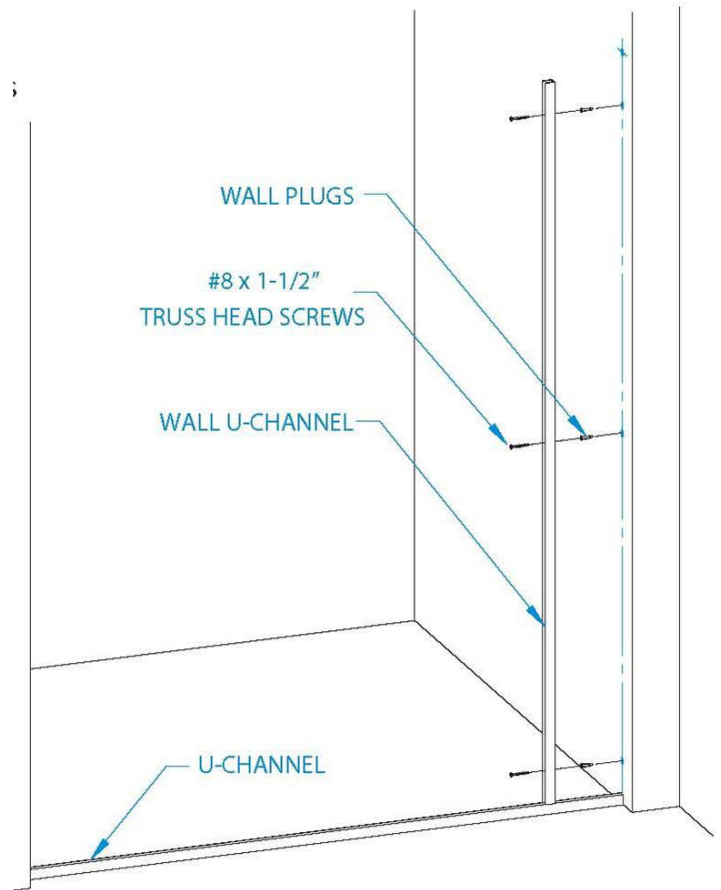 WALL PLUGS
#8 x 1-1/2"
TRUSS HEAD SCREWS
WALL U-CHANNEL
U-CHANNEL